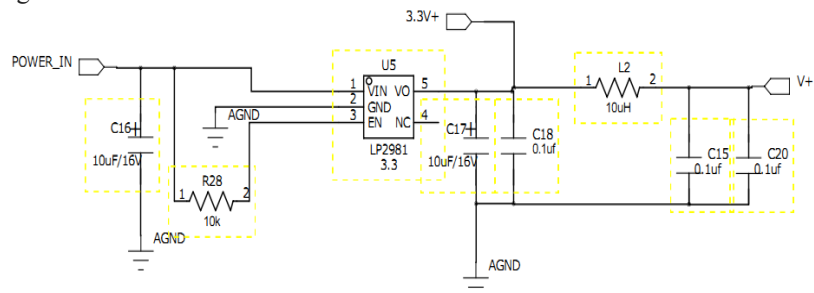 3.3V+
POWER_IN
U5
L2
1 VIN VO 5
2 GND
3 EN NC 4
AGND
LP2981
3.3
1 2
10uH
V+
C16
10uF/16V
C17
10uF/16V
C18
0.1uf
C15
0.1uf
C20
0.1uf
R28
1 2
10k
AGND
AGND